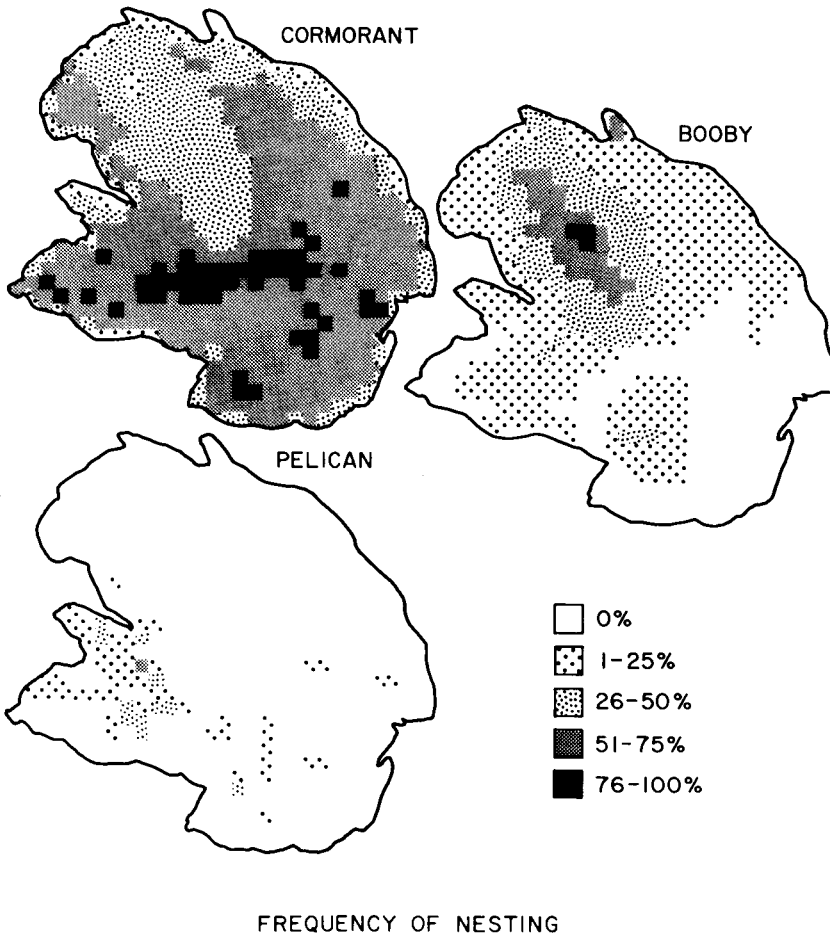 CORMORANT
BOOBY
PELICAN
0%
1-25%
26-50%
51-75%
76-100%
FREQUENCY OF NESTING